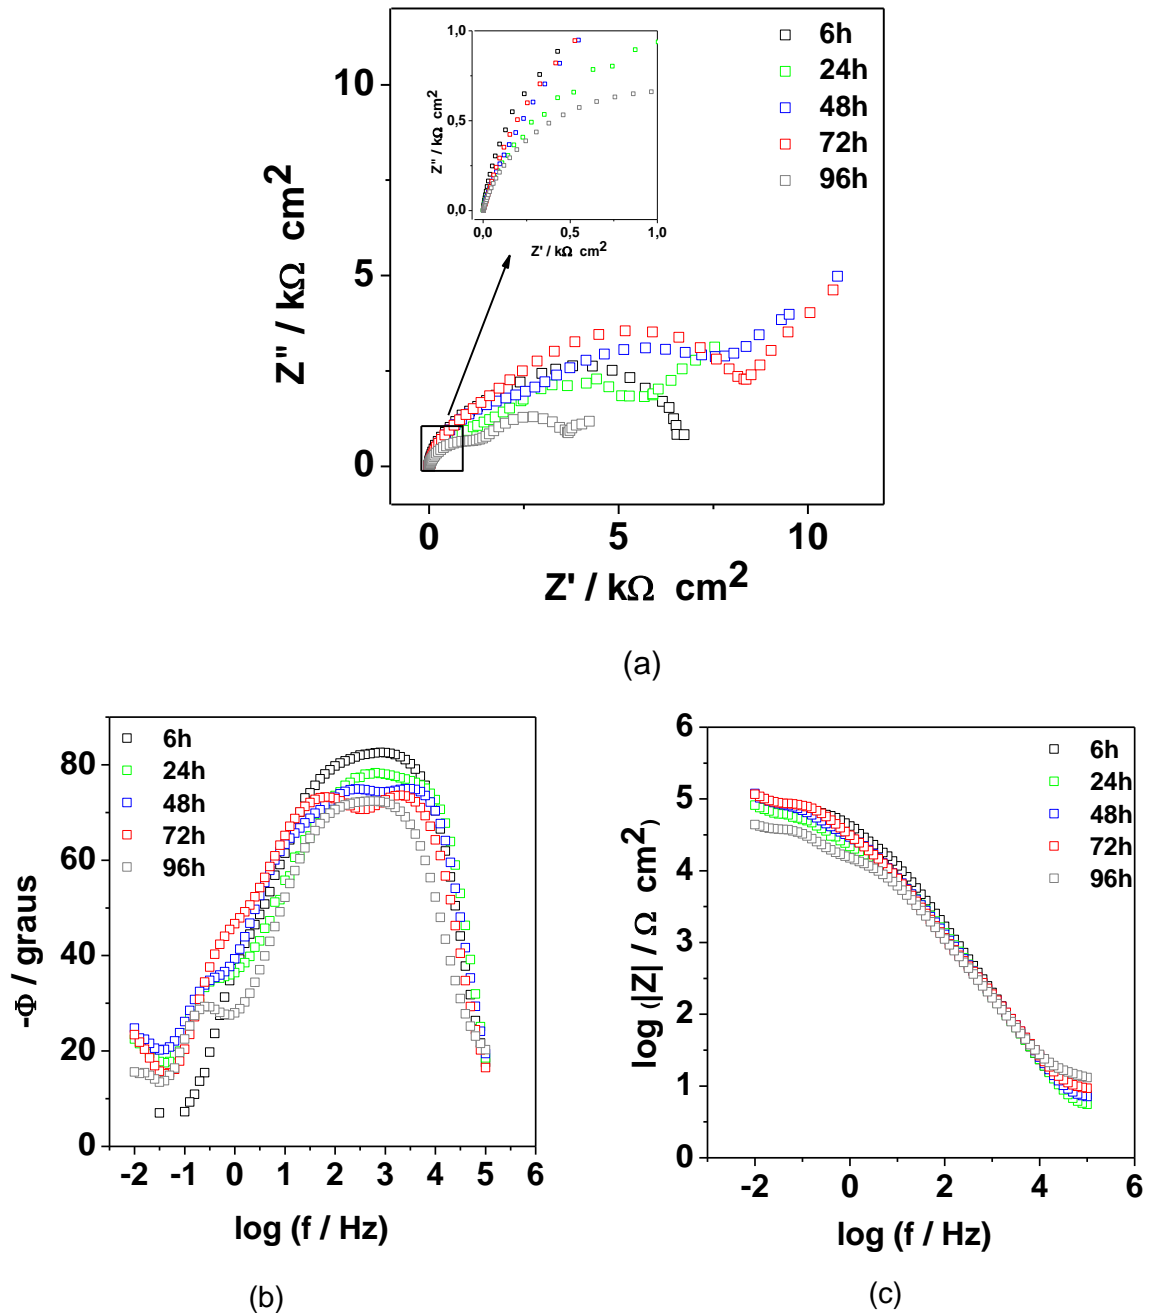 6h
24h
48h
72h
96h
10
5
0
Z'' / kΩ cm2
1,0
0,5
0,0
Z'' / kΩ cm2
0,0 0,5 1,0
Z' / kΩ cm2
0 5 10
Z' / kΩ cm2
(a)
6h
24h
48h
72h
96h
80
60
40
20
0
-Φ / graus
-2 -1 0 1 2 3 4 5 6
log (f / Hz)
(b)
6h
24h
48h
72h
96h
6
5
4
3
2
1
0
log (|Z| / Ω cm2)
-2 0 2 4 6
log (f / Hz)
(c)